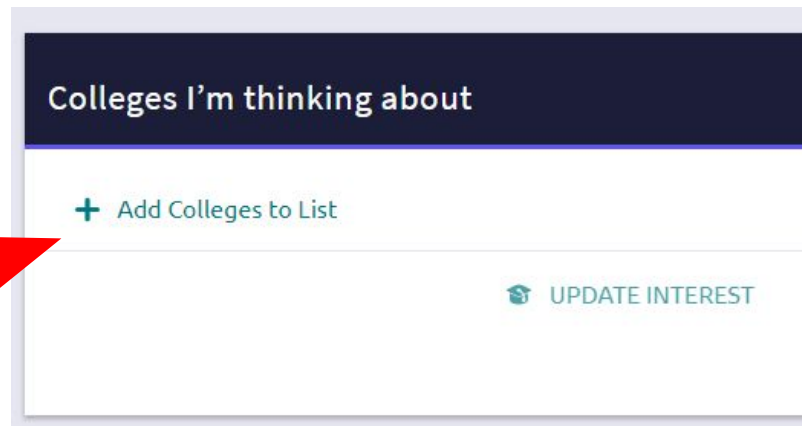 Colleges I’m thinking about
+ Add Colleges to List
UPDATE INTEREST